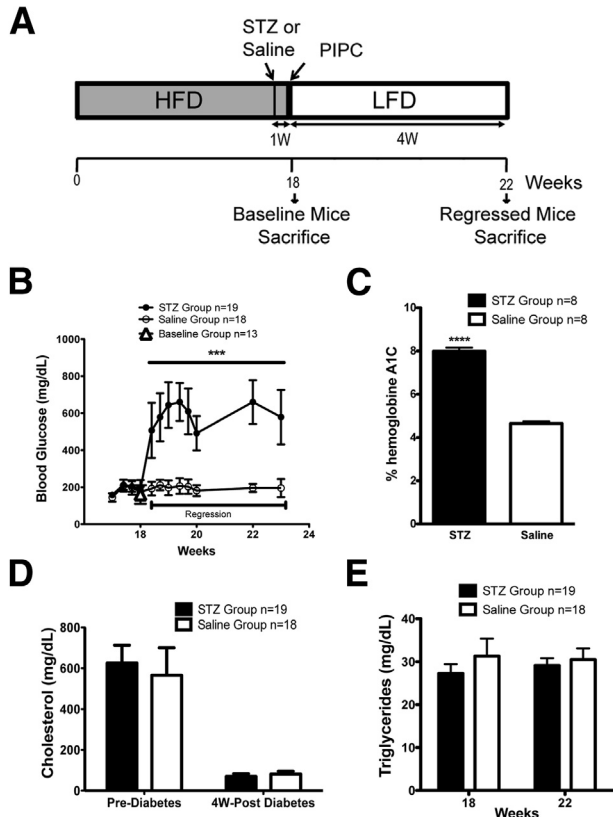 A
STZ or
Saline
PIPC
HFD
LFD
1W
4W
0
18
22
Weeks
Baseline Mice
Sacrifice
Regressed Mice
Sacrifice
B
STZ Group n=19
Saline Group n=18
Baseline Group n=13
***
Blood Glucose (mg/dL)
1000
800
600
400
200
0
Regression
18
20
22
24
Weeks
C
STZ Group n=8
Saline Group n=8
% hemoglobine A1C
10
8
6
4
2
0
****
STZ
Saline
D
STZ Group n=19
Saline Group n=18
Cholesterol (mg/dL)
800
600
400
200
0
Pre-Diabetes
4W-Post Diabetes
E
STZ Group n=19
Saline Group n=18
Triglycerides (mg/dL)
40
30
20
10
0
18
22
Weeks